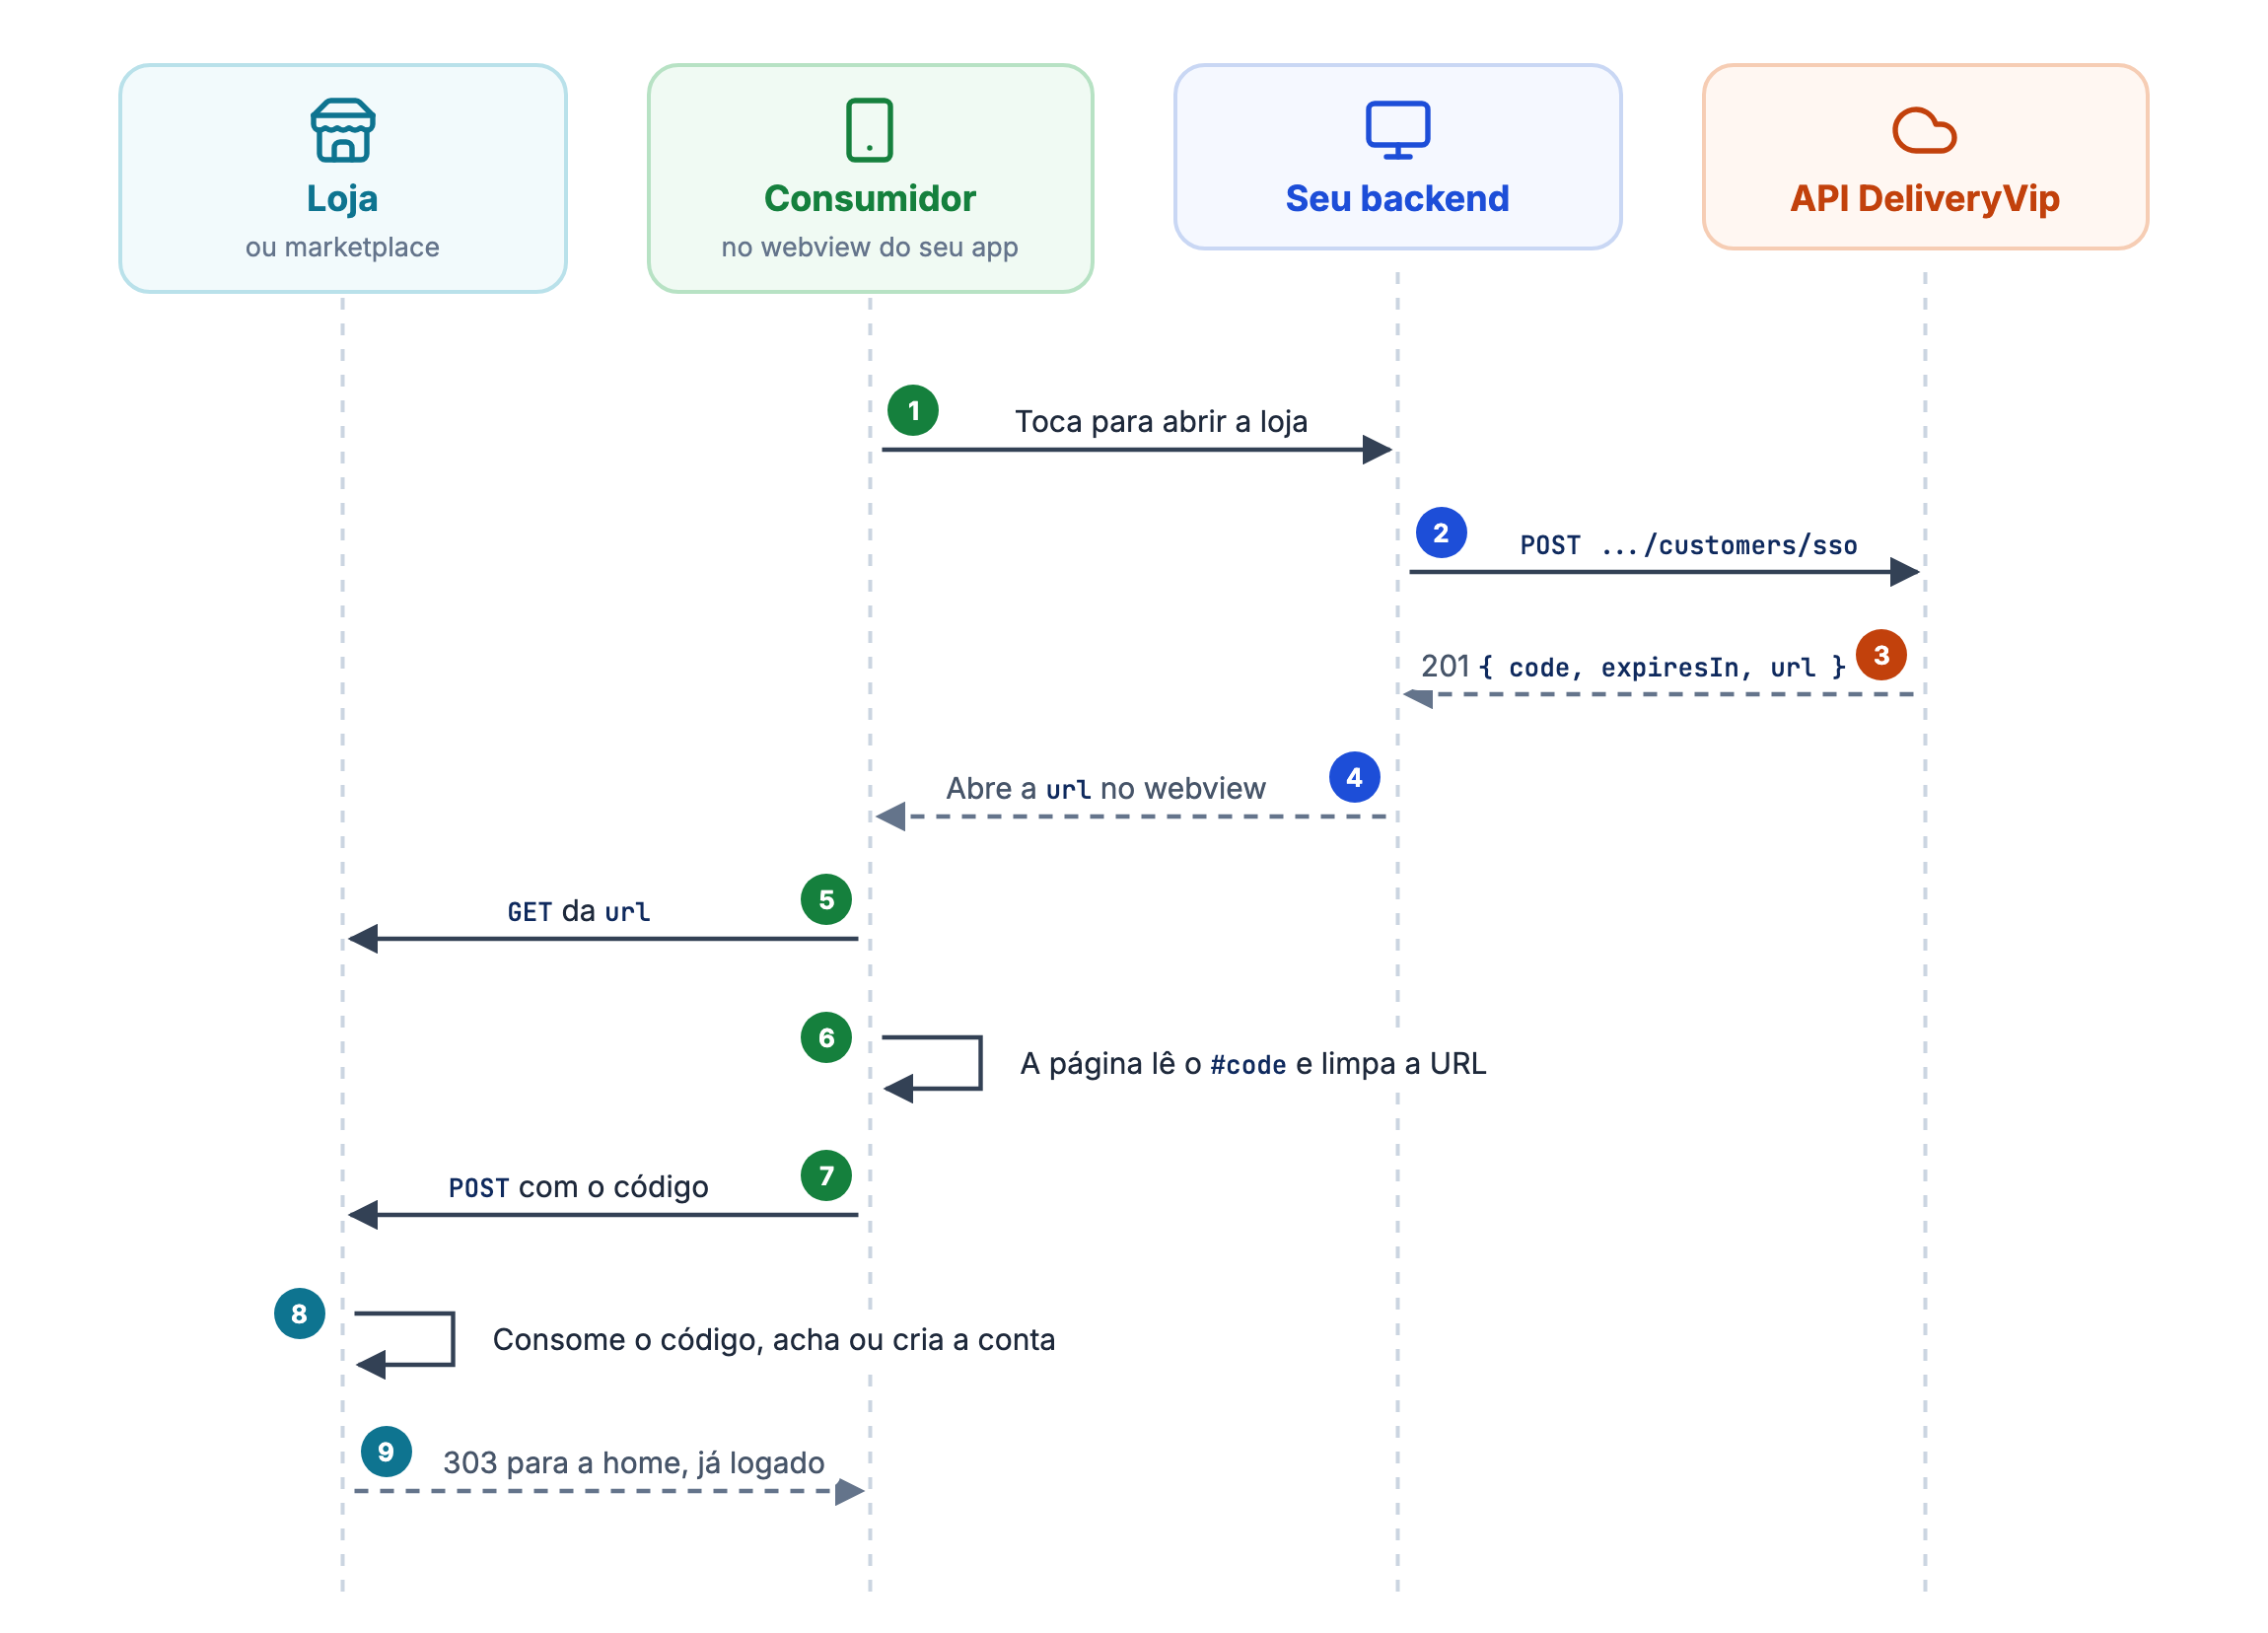 Loja
ou marketplace
Consumidor
no webview do seu app
Seu backend
API DeliveryVip
1
Toca para abrir a loja
2
POST .../customers/sso
201 { code, expiresIn, url }
3
Abre a url no webview
4
GET da url
5
6
A página lê o #code e limpa a URL
POST com o código
7
8
Consome o código, acha ou cria a conta
9
303 para a home, já logado